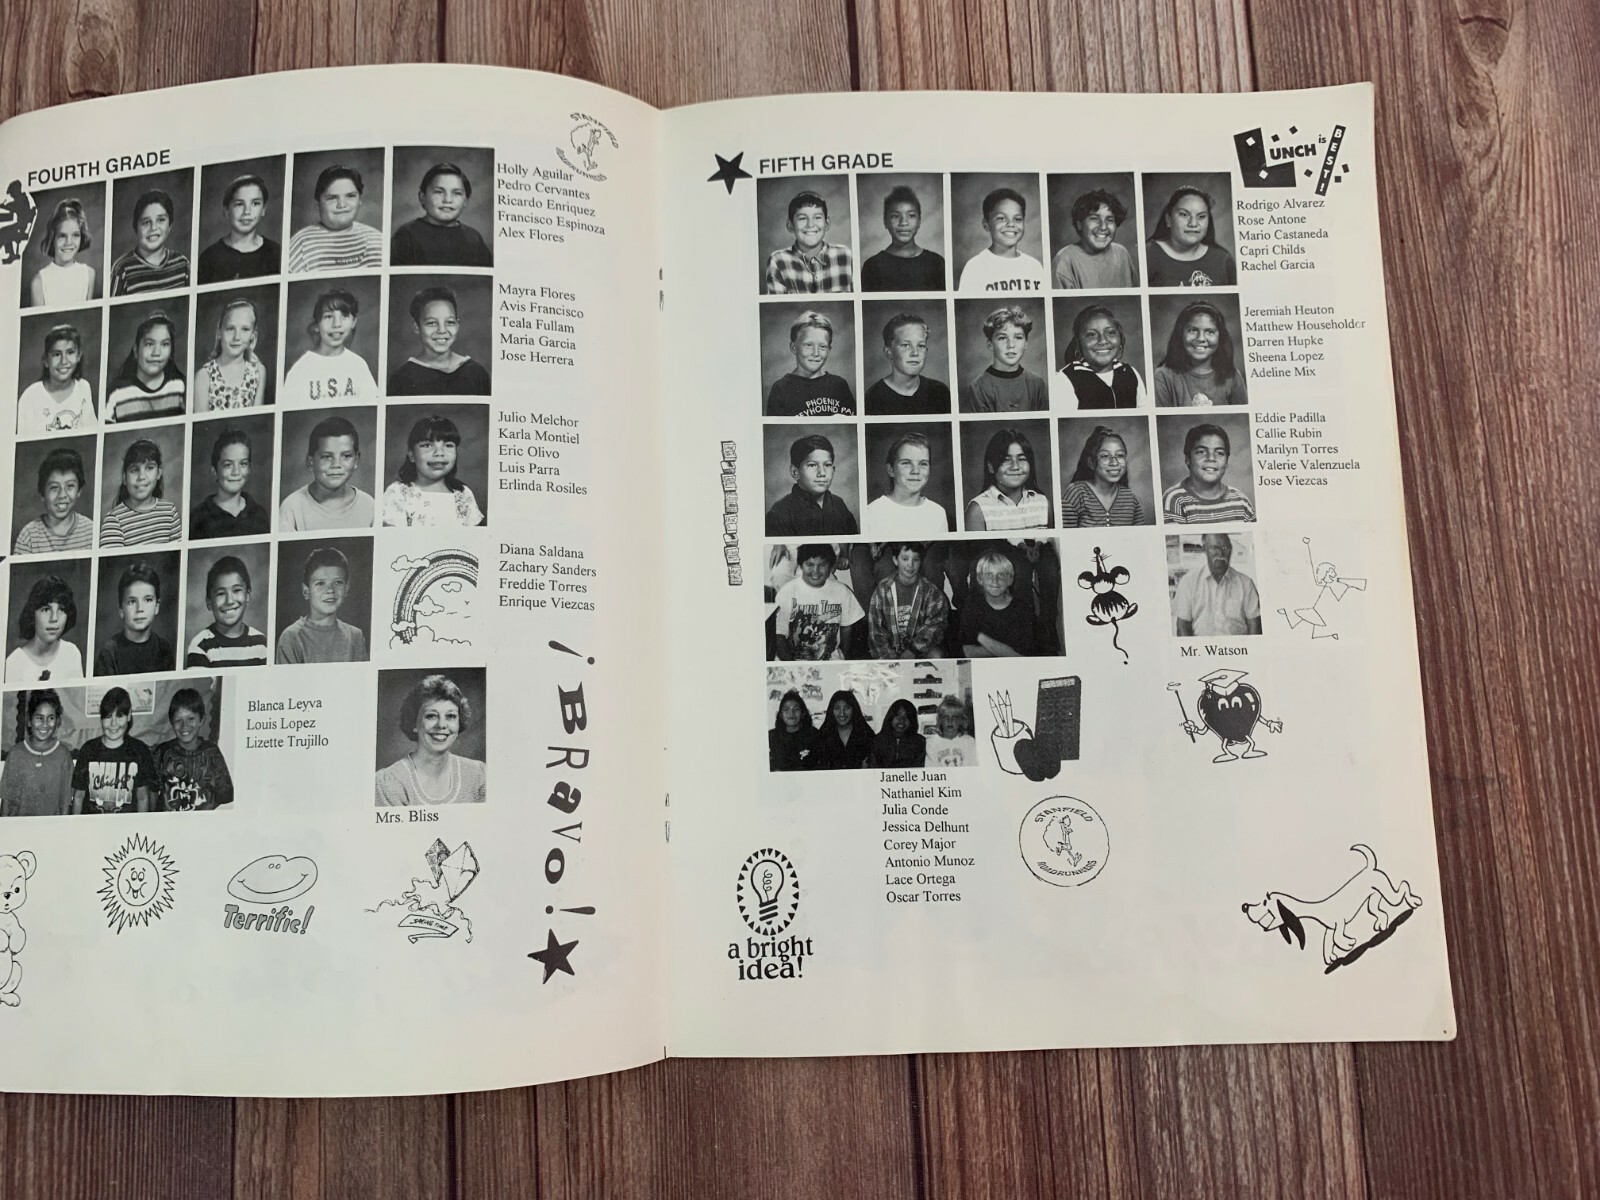 FOURTH GRADE
STANFIELD
ROADRUNNERS
Holly Aguilar
Pedro Cervantes
Ricardo Enriquez
Francisco Espinoza
Alex Flores
Mayra Flores
Avis Francisco
Teala Fullam
Maria Garcia
Jose Herrera
U.S.A.
Julio Melchor
Karla Montiel
Eric Olivo
Luis Parra
Erlinda Rosiles
Diana Saldana
Zachary Sanders
Freddie Torres
Enrique Viezcas
Blanca Leyva
Louis Lopez
Lizette Trujillo
Mrs. Bliss
¡BRavo!
Terrific!
FIFTH GRADE
LUNCH is BEST!
Rodrigo Alvarez
Rose Antone
Mario Castaneda
Capri Childs
Rachel Garcia
Jeremiah Heuton
Matthew Householder
Darren Hupke
Sheena Lopez
Adeline Mix
PHOENIX
Eddie Padilla
Callie Rubin
Marilyn Torres
Valerie Valenzuela
Jose Viezcas
Mr. Watson
Janelle Juan
Nathaniel Kim
Julia Conde
Jessica Delhunt
Corey Major
Antonio Munoz
Lace Ortega
Oscar Torres
STANFIELD
ROADRUNNERS
a bright
idea!